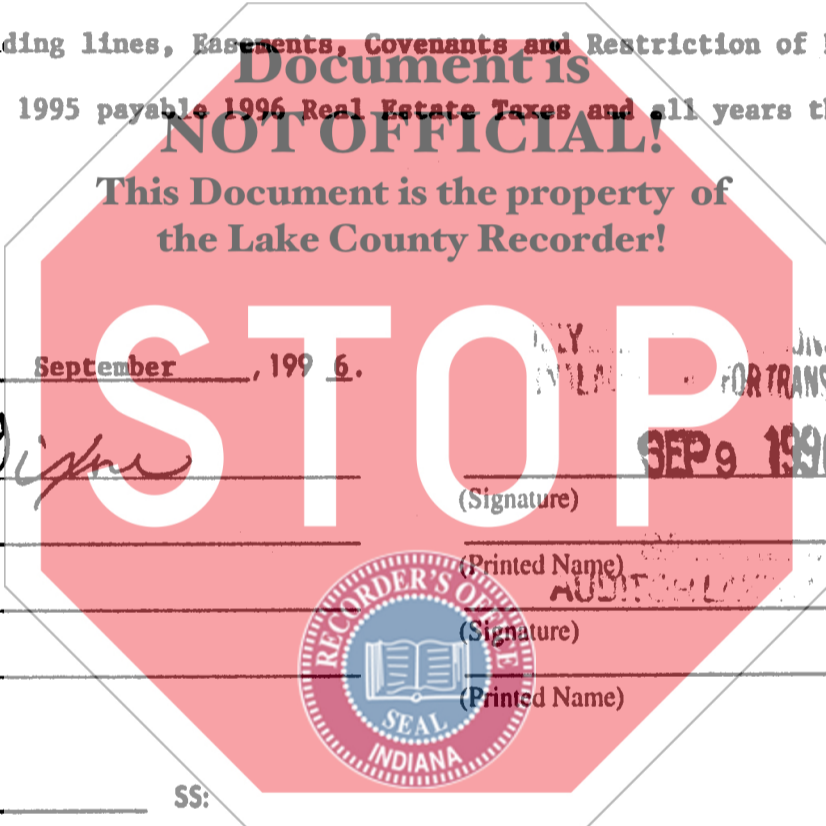 ding lines, Easements, Covenants and Restriction of
Document is
1995 payable 1996 Real Estate Taxes and all years
NOT OFFICIAL!
This Document is the property of
the Lake County Recorder!
STOP
September , 199 6.
FOR TRANS
SEP 9 199
(Signature)
(Printed Name)
AUDITOR
(Signature)
(Printed Name)
RECORDER'S OFFICE
SEAL
INDIANA
SS: